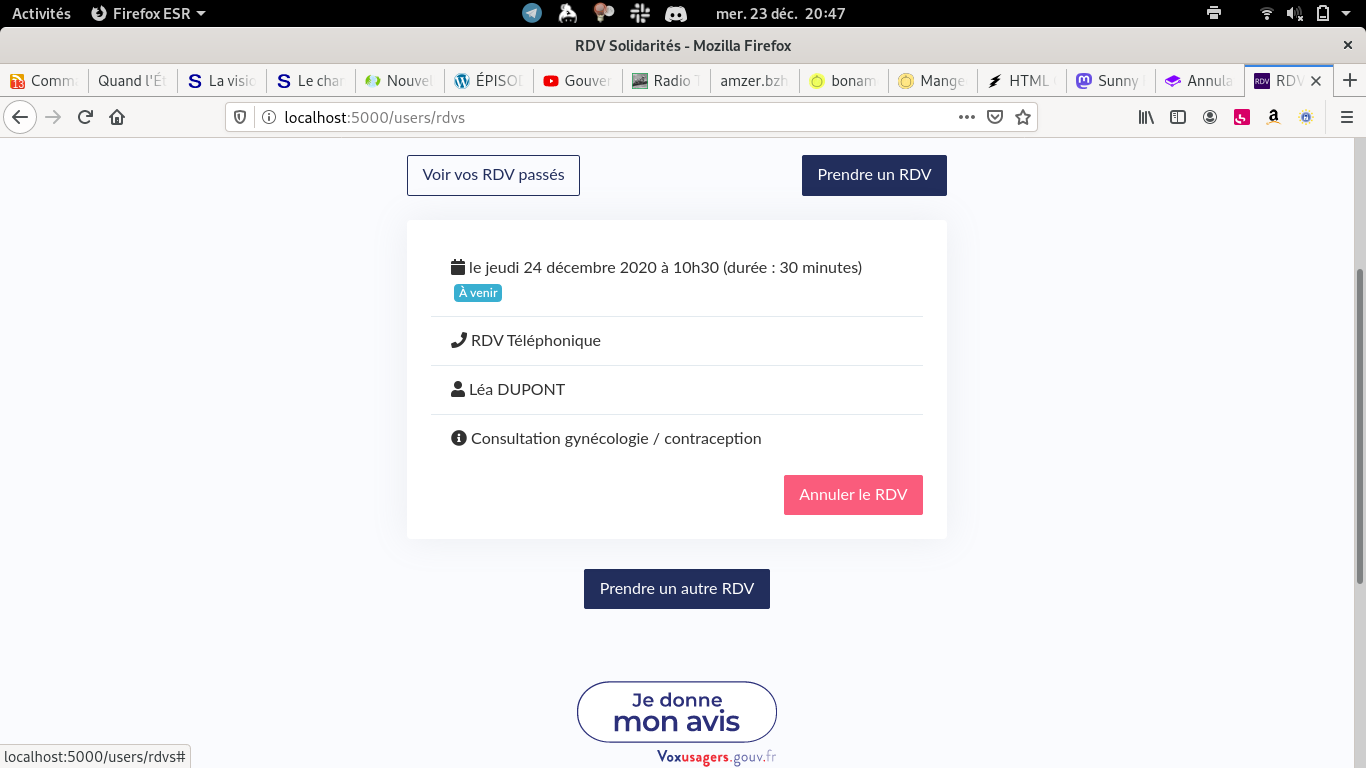 Activités Firefox ESR mer. 23 déc. 20:47
RDV Solidarités - Mozilla Firefox
Comma Quand l'Ét La visio Le char Nouvel ÉPISOD Gouver Radio T amzer.bzh bonam Mange HTML Sunny Annula RDV
localhost:5000/users/rdvs
Voir vos RDV passés Prendre un RDV
le jeudi 24 décembre 2020 à 10h30 (durée : 30 minutes)
À venir
RDV Téléphonique
Léa DUPONT
Consultation gynécologie / contraception
Annuler le RDV
Prendre un autre RDV
Je donne
mon avis
Voxusagers.gouv.fr
localhost:5000/users/rdvs#